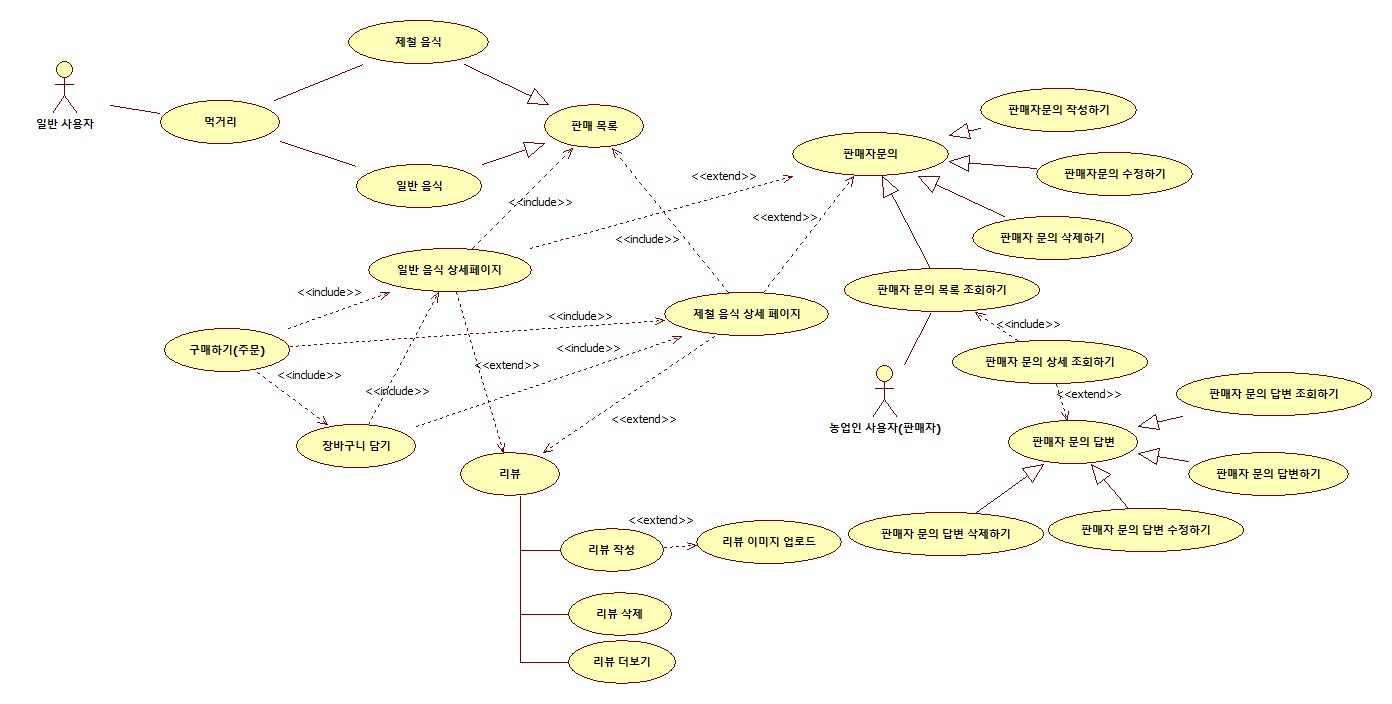 제철 음식
일반 사용자
먹거리
판매 목록
일반 음식
판매자문의
판매자문의 작성하기
판매자문의 수정하기
판매자 문의 삭제하기
<<extend>>
<<include>>
<<extend>>
<<include>>
일반 음식 상세페이지
판매자 문의 목록 조회하기
<<include>>
제철 음식 상세 페이지
<<include>>
<<include>>
구매하기(주문)
<<include>>
판매자 문의 상세 조회하기
<<include>>
<<extend>>
<<include>>
<<extend>>
판매자 문의 답변 조회하기
<<extend>>
농업인 사용자(판매자)
장바구니 담기
판매자 문의 답변
리뷰
판매자 문의 답변하기
<<extend>>
리뷰 작성
리뷰 이미지 업로드
판매자 문의 답변 삭제하기
판매자 문의 답변 수정하기
리뷰 삭제
리뷰 더보기